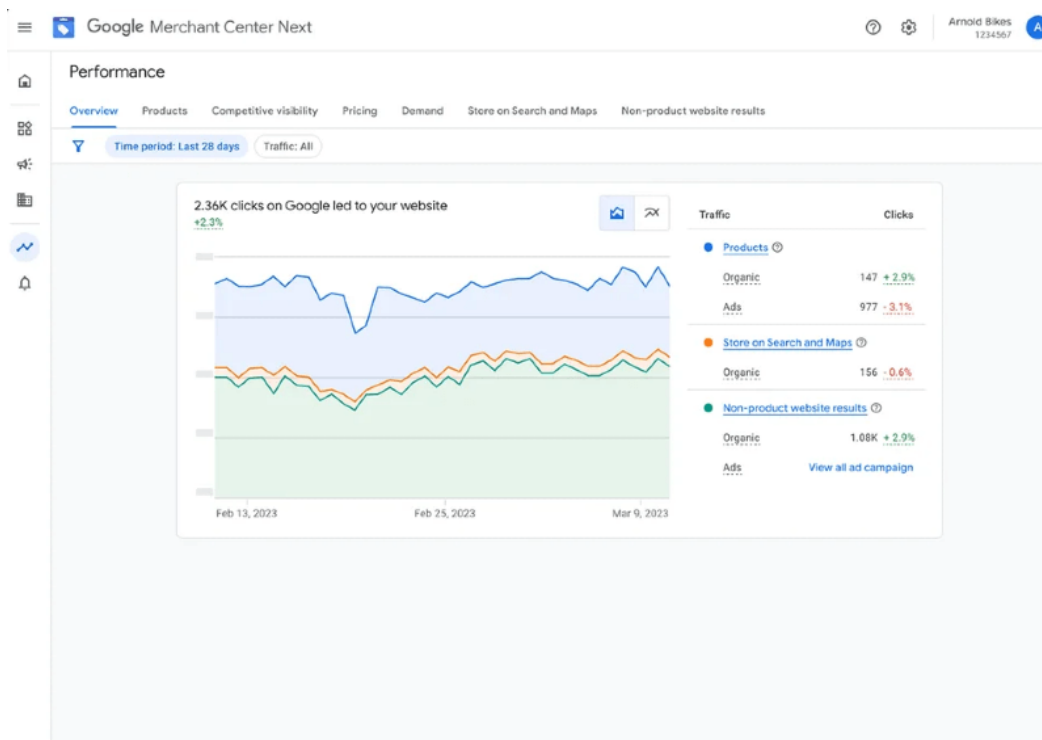 Google Merchant Center Next
Arnold Bikes
1234567
A
Performance
Overview Products Competitive visibility Pricing Demand Store on Search and Maps Non-product website results
Time period: Last 28 days Traffic: All
2.36K clicks on Google led to your website
+2.3%
Feb 13, 2023 Feb 25, 2023 Mar 9, 2023
Traffic Clicks
Products
Organic 147 +2.9%
Ads 977 -3.1%
Store on Search and Maps
Organic 156 -0.6%
Non-product website results
Organic 1.08K +2.9%
Ads View all ad campaign